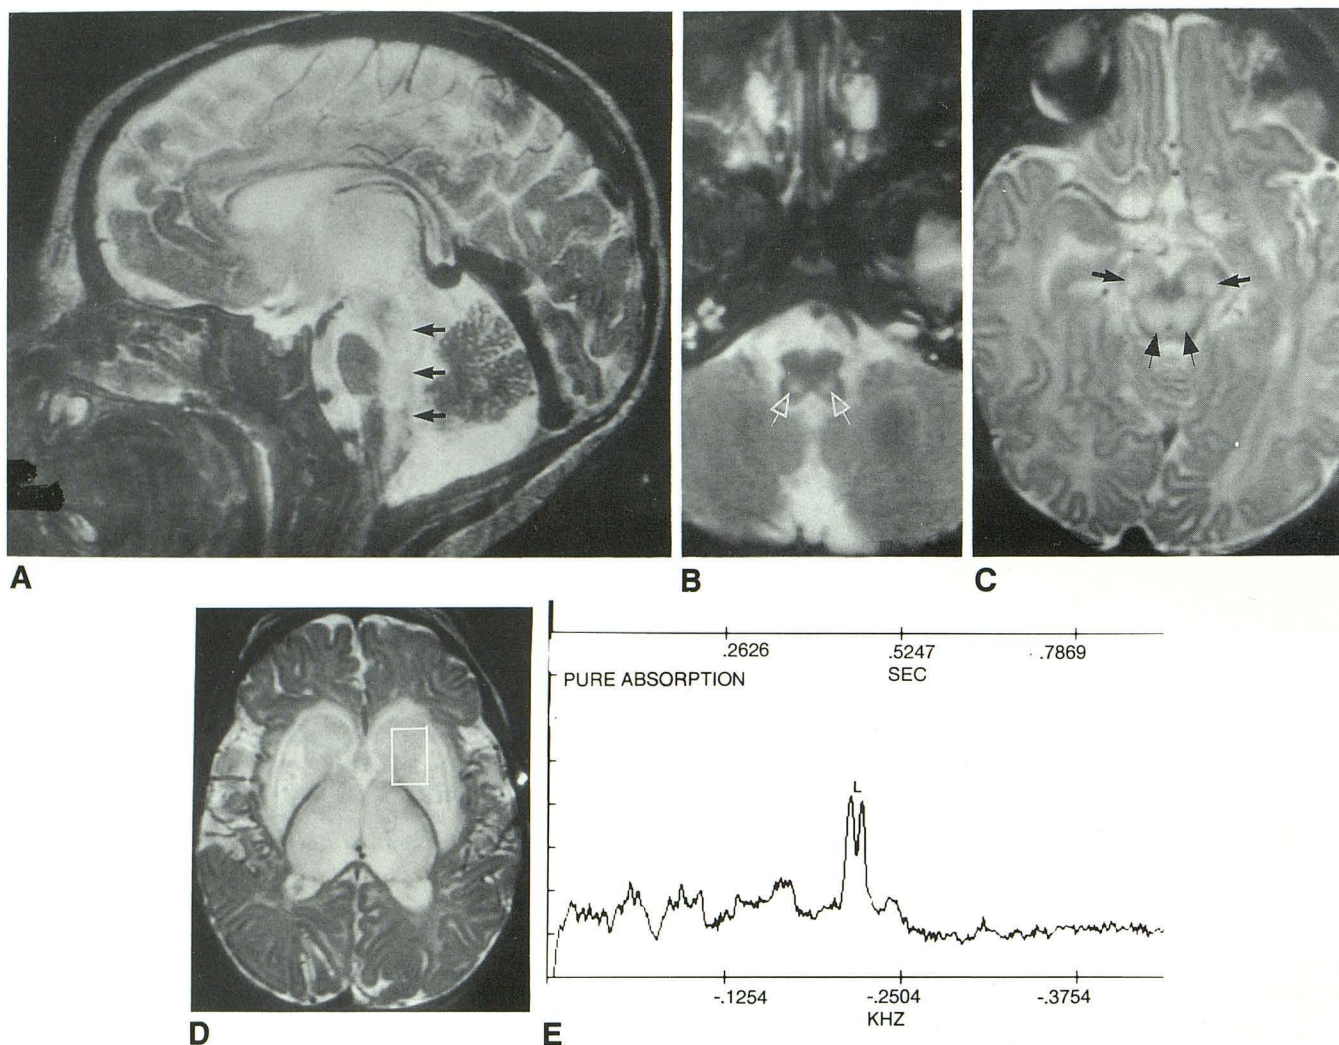 A
B
C
D
E
.2626
.5247
.7869
SEC
PURE ABSORPTION
L
-.1254
-.2504
-.3754
KHZ